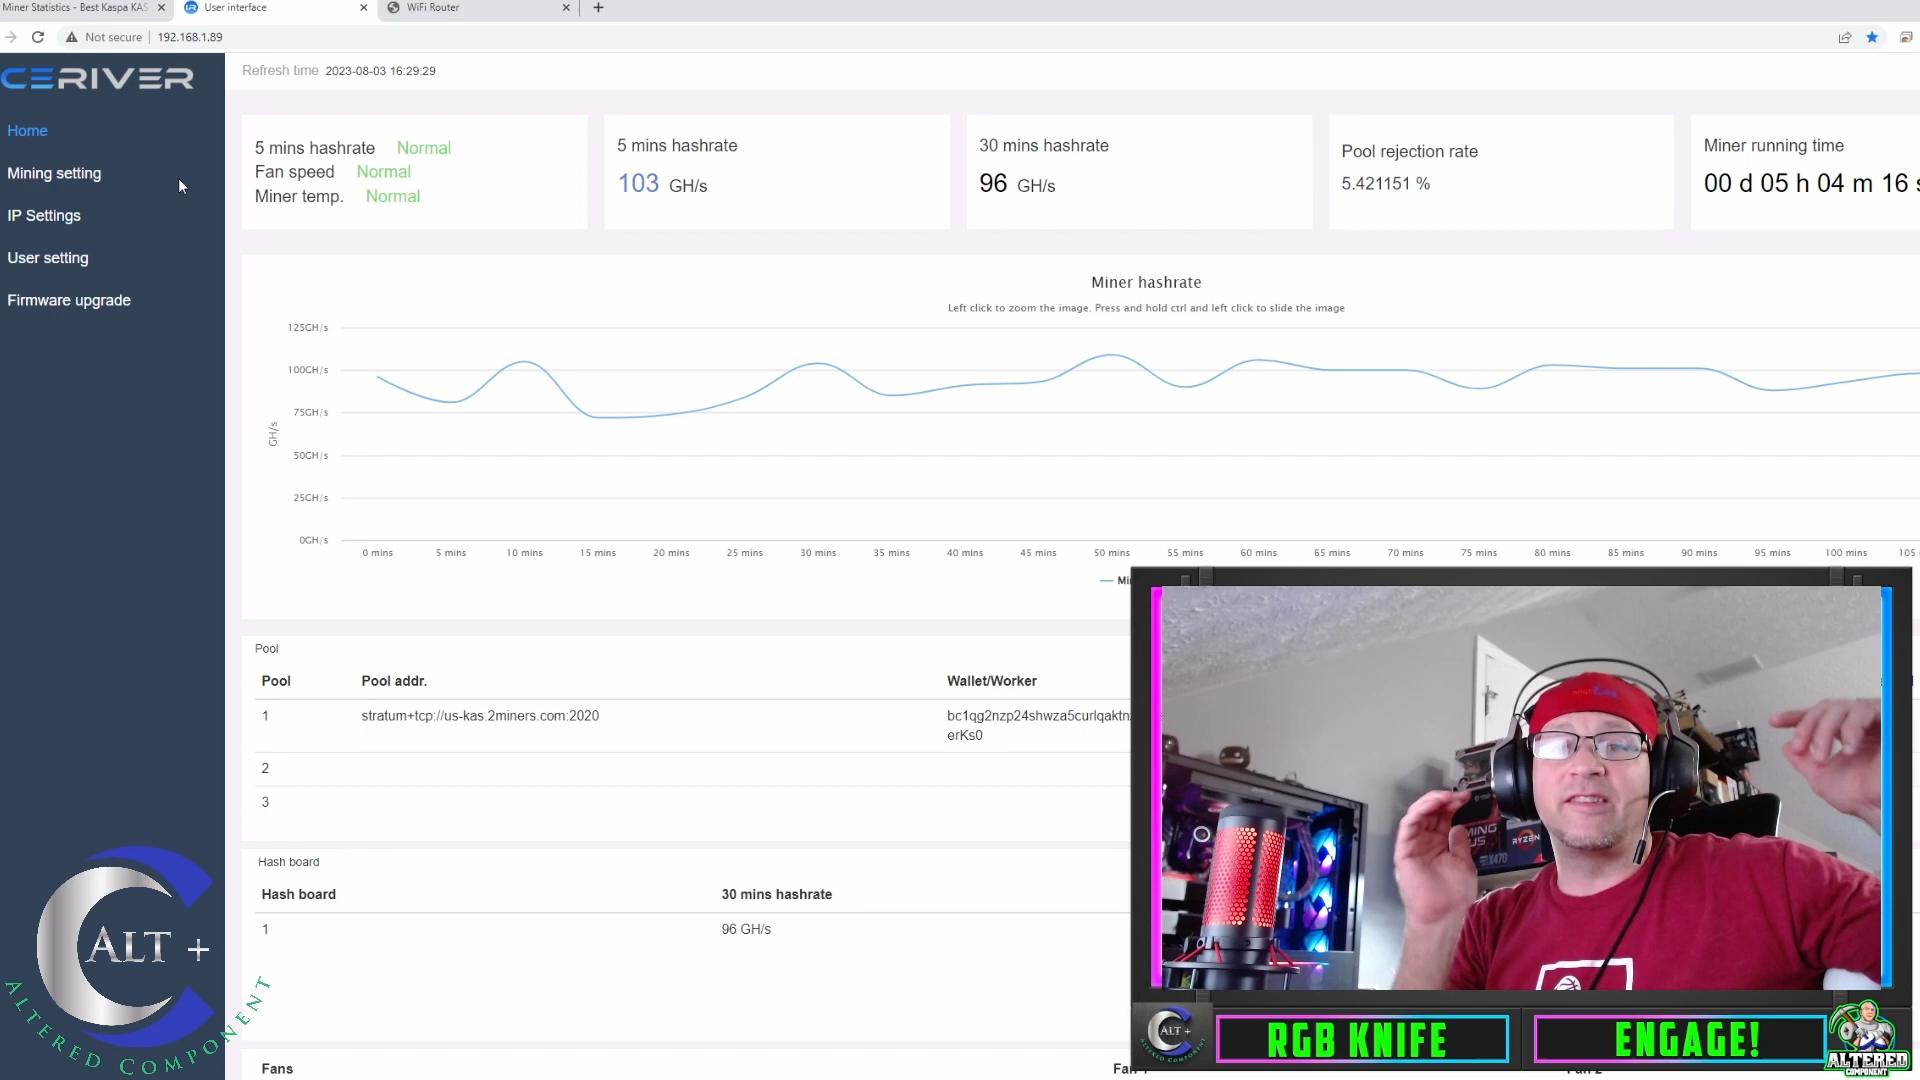 Miner Statistics - Best Kaspa KAS
User interface
WiFi Router
Not secure
192.168.1.89
CERIVER
Refresh time 2023-08-03 16:29:29
Home
Mining setting
IP Settings
User setting
Firmware upgrade
5 mins hashrate Normal
Fan speed Normal
Miner temp. Normal
5 mins hashrate
103 GH/s
30 mins hashrate
96 GH/s
Pool rejection rate
5.421151 %
Miner running time
00 d 05 h 04 m 16 s
Miner hashrate
Left click to zoom the image. Press and hold ctrl and left click to slide the image
125GH/s
100GH/s
75GH/s
50GH/s
25GH/s
0GH/s
GH/s
0 mins 5 mins 10 mins 15 mins 20 mins 25 mins 30 mins 35 mins 40 mins 45 mins 50 mins 55 mins 60 mins 65 mins 70 mins 75 mins 80 mins 85 mins 90 mins 95 mins 100 mins 105
Pool
Pool Pool addr. Wallet/Worker
1 stratum+tcp://us-kas.2miners.com:2020 bc1qg2nzp24shwza5curlqaktn
erKs0
2
3
Hash board
Hash board 30 mins hashrate
1 96 GH/s
Fans
ALT +
ALTERED COMPONENT
RYZEN
X470
ALT +
ALTERED COMPONENT
RGB KNIFE
ENGAGE!
ALTERED
COMPONENT